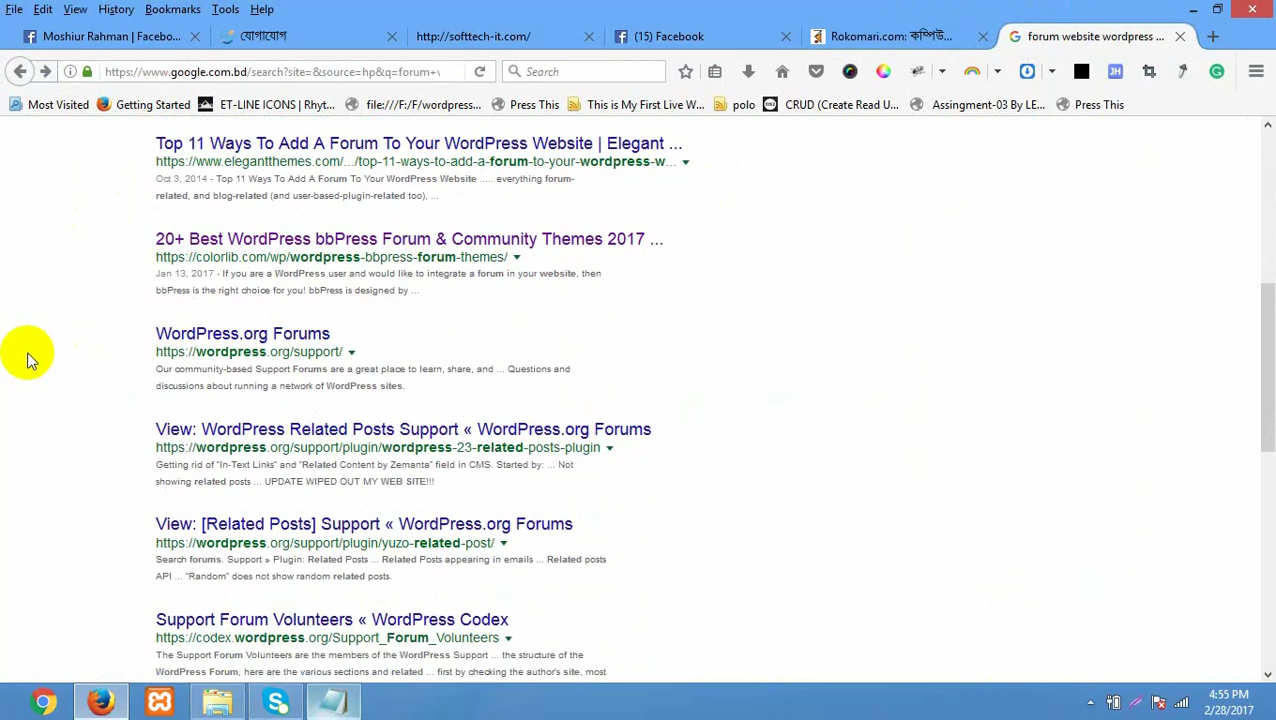 File Edit View History Bookmarks Tools Help
Moshiur Rahman | Facebo...
যোগাযোগ
http://softtech-it.com/
(15) Facebook
Rokomari.com: কম্পিউ...
forum website wordpress ...
https://www.google.com.bd/search?site=&source=hp&q=forum+
Search
Most Visited
Getting Started
ET-LINE ICONS | Rhyt...
file:///F:/F/wordpress...
Press This
This is My First Live W...
polo
CRUD (Create Read U...
Assingment-03 By LE...
Press This
Top 11 Ways To Add A Forum To Your WordPress Website | Elegant ...
https://www.elegantthemes.com/.../top-11-ways-to-add-a-forum-to-your-wordpress-w...
Oct 3, 2014 - Top 11 Ways To Add A Forum To Your WordPress Website ..... everything forum-
related, and blog-related (and user-based-plugin-related too), ...
20+ Best WordPress bbPress Forum & Community Themes 2017 ...
https://colorlib.com/wp/wordpress-bbpress-forum-themes/
Jan 13, 2017 - If you are a WordPress user and would like to integrate a forum in your website, then
bbPress is the right choice for you! bbPress is designed by ...
WordPress.org Forums
https://wordpress.org/support/
Our community-based Support Forums are a great place to learn, share, and ... Questions and
discussions about running a network of WordPress sites.
View: WordPress Related Posts Support « WordPress.org Forums
https://wordpress.org/support/plugin/wordpress-23-related-posts-plugin
Getting rid of "In-Text Links" and "Related Content by Zemanta" field in CMS. Started by: ... Not
showing related posts ... UPDATE WIPED OUT MY WEB SITE!!!
View: [Related Posts] Support « WordPress.org Forums
https://wordpress.org/support/plugin/yuzo-related-post/
Search forums. Support » Plugin: Related Posts ... Related Posts appearing in emails ... Related posts
API ... "Random" does not show random related posts.
Support Forum Volunteers « WordPress Codex
https://codex.wordpress.org/Support_Forum_Volunteers
The Support Forum Volunteers are the members of the WordPress Support ... the structure of the
WordPress Forum, here are the various sections and related ... first by checking the author's site, most
4:55 PM
2/28/2017